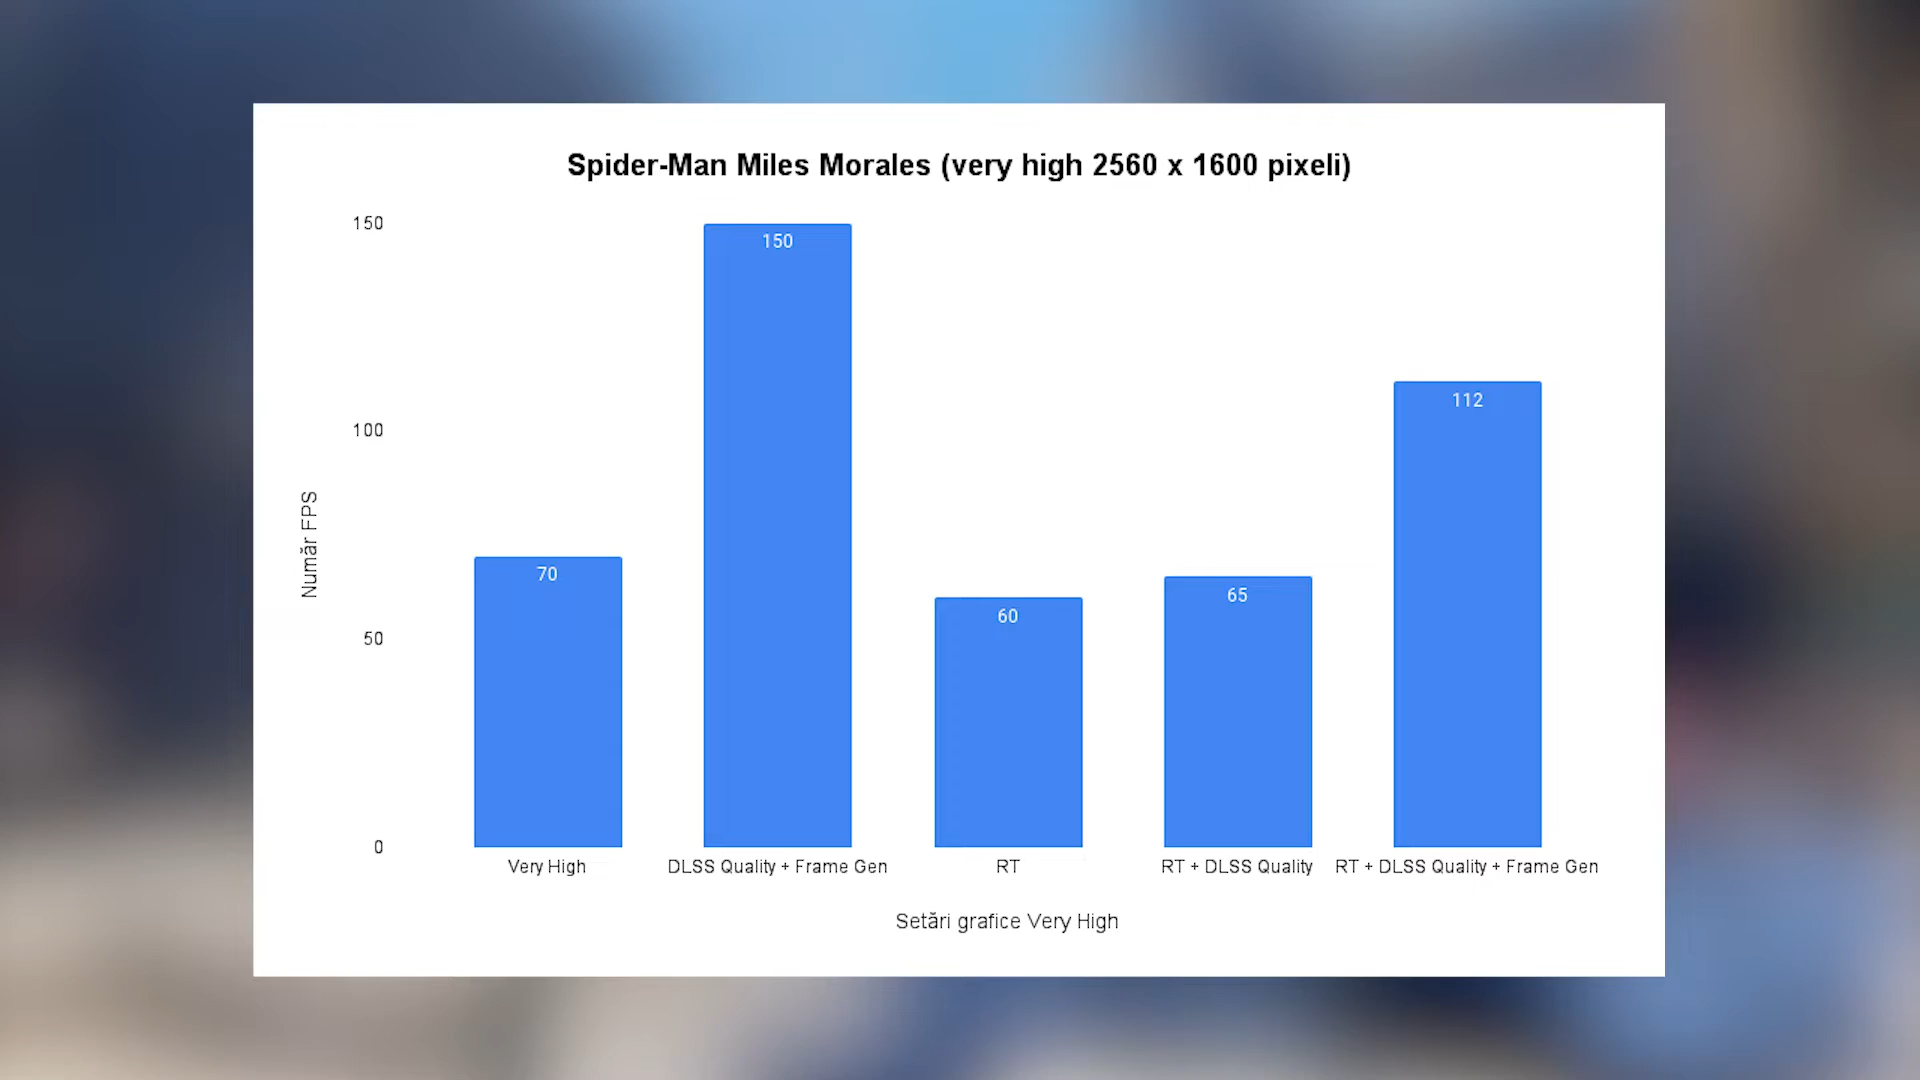 Spider-Man Miles Morales (very high 2560 x 1600 pixeli)
150
100
50
0
Număr FPS
70
150
60
65
112
Very High
DLSS Quality + Frame Gen
RT
RT + DLSS Quality
RT + DLSS Quality + Frame Gen
Setări grafice Very High